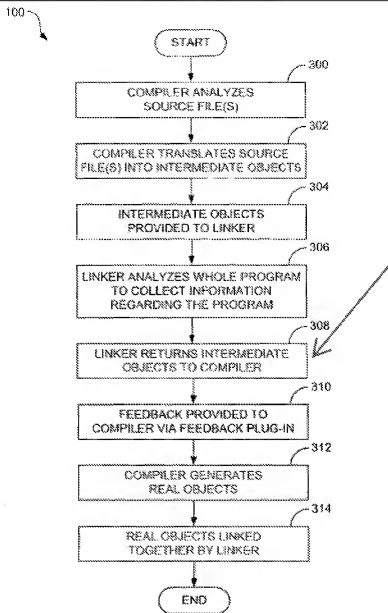 100
START
300
COMPILER ANALYZES
SOURCE FILE(S)
302
COMPILER TRANSLATES SOURCE
FILE(S) INTO INTERMEDIATE OBJECTS
304
INTERMEDIATE OBJECTS
PROVIDED TO LINKER
306
LINKER ANALYZES WHOLE PROGRAM
TO COLLECT INFORMATION
REGARDING THE PROGRAM
308
LINKER RETURNS INTERMEDIATE
OBJECTS TO COMPILER
310
FEEDBACK PROVIDED TO
COMPILER VIA FEEDBACK PLUG-IN
312
COMPILER GENERATES
REAL OBJECTS
314
REAL OBJECTS LINKED
TOGETHER BY LINKER
END